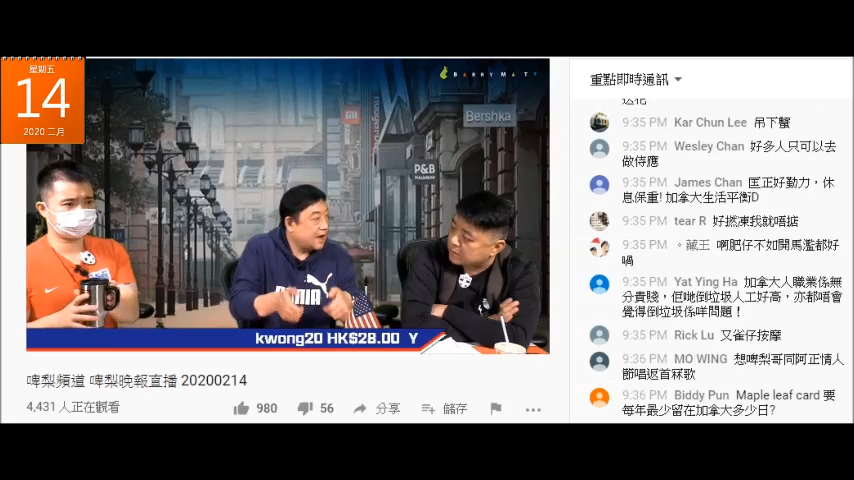 星期五
14
2020 二月
BARRYMATT
Bershka
P&B
PUMA
kwong20 HK$28.00 Y
啤梨頻道 啤梨晚報直播 20200214
4,431 人正在觀看
980
56
分享
儲存
重點即時通訊
送花
9:35 PM Kar Chun Lee 吊下蟹
9:35 PM Wesley Chan 好多人只可以去
做侍應
9:35 PM James Chan 匡正好勤力，休
息保重! 加拿大生活平衡D
9:35 PM tear R 好撚凍我就唔掂
9:35 PM 。藏王 啊肥仔不如開馬濫都好
喎
9:35 PM Yat Ying Ha 加拿大人職業係無
分貴賤，但哋倒垃圾人工好高，亦都唔會
覺得倒垃圾係咩問題！
9:35 PM Rick Lu 又雀仔按摩
9:36 PM MO WING 想啤梨哥同阿正情人
節唱返首冧歌
9:36 PM Biddy Pun Maple leaf card 要
每年最少留在加拿大多少日?